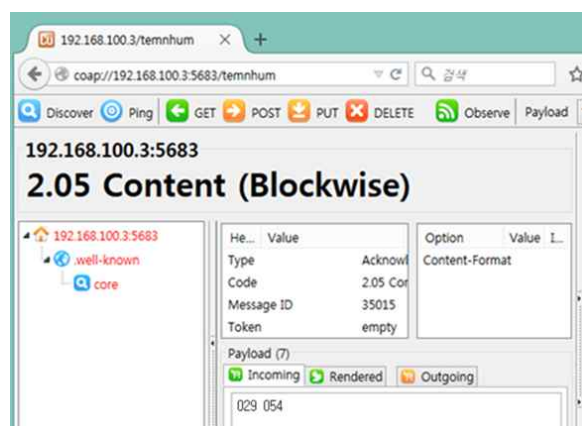 192.168.100.3/temnhum
coap://192.168.100.3:5683/temnhum
검색
Discover Ping GET POST PUT DELETE Observe Payload
192.168.100.3:5683
2.05 Content (Blockwise)
192.168.100.3:5683
.well-known
core
He... Value
Type Acknowl
Code 2.05 Cor
Message ID 35015
Token empty
Option Value I...
Content-Format
Payload (7)
Incoming Rendered Outgoing
029 054